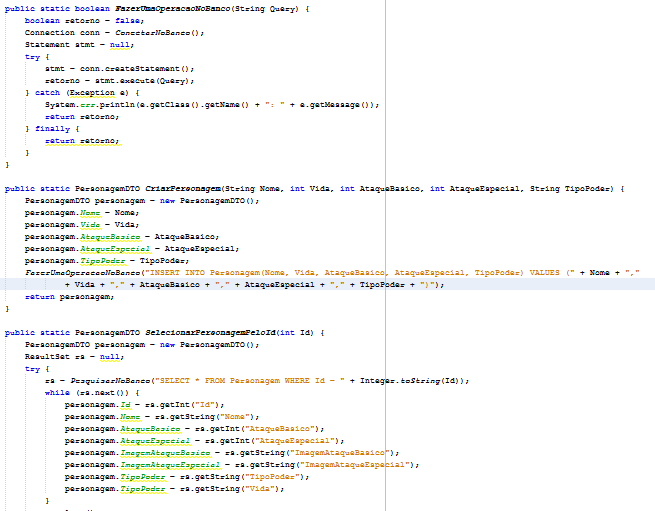 public static boolean FazerUmaOperacaoNoBanco(String Query) {
boolean retorno = false;
Connection conn = ConectarNoBanco();
Statement stmt = null;
try {
stmt = conn.createStatement();
retorno = stmt.execute(Query);
} catch (Exception e) {
System.err.println(e.getClass().getName() + ": " + e.getMessage());
return retorno;
} finally {
return retorno;
}
}
public static PersonagemDTO CriarPersonagem(String Nome, int Vida, int AtaqueBasico, int AtaqueEspecial, String TipoPoder) {
PersonagemDTO personagem = new PersonagemDTO();
personagem.Nome = Nome;
personagem.Vida = Vida;
personagem.AtaqueBasico = AtaqueBasico;
personagem.AtaqueEspecial = AtaqueEspecial;
personagem.TipoPoder = TipoPoder;
FazerUmaOperacaoNoBanco("INSERT INTO Personagem(Nome, Vida, AtaqueBasico, AtaqueEspecial, TipoPoder) VALUES (" + Nome + ","
+ Vida + "," + AtaqueBasico + "," + AtaqueEspecial + "," + TipoPoder + ")");
return personagem;
}
public static PersonagemDTO SelecionarPersonagemPeloId(int Id) {
PersonagemDTO personagem = new PersonagemDTO();
ResultSet rs = null;
try {
rs = PesquisarNoBanco("SELECT * FROM Personagem WHERE Id = " + Integer.toString(Id));
while (rs.next()) {
personagem.Id = rs.getInt("Id");
personagem.Nome = rs.getString("Nome");
personagem.AtaqueBasico = rs.getInt("AtaqueBasico");
personagem.AtaqueEspecial = rs.getInt("AtaqueEspecial");
personagem.ImagemAtaqueBasico = rs.getString("ImagemAtaqueBasico");
personagem.ImagemAtaqueEspecial = rs.getString("ImagemAtaqueEspecial");
personagem.TipoPoder = rs.getString("TipoPoder");
personagem.TipoPoder = rs.getString("Vida");
}